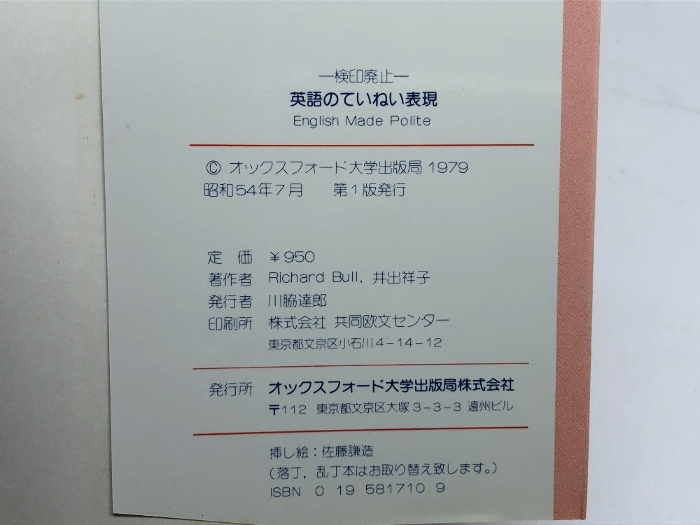 ―検印廃止―
英語のていねい表現
English Made Polite
© オックスフォード大学出版局 1979
昭和54年7月 第1版発行
定 価 ¥950
著作者 Richard Bull, 井出祥子
発行者 川脇達郎
印刷所 株式会社 共同欧文センター
東京都文京区小石川4-14-12
発行所 オックスフォード大学出版局株式会社
〒112 東京都文京区大塚3-3-3 遠州ビル
挿し絵:佐藤謙造
(落丁,乱丁本はお取り替え致します。)
ISBN 0 19 581710 9